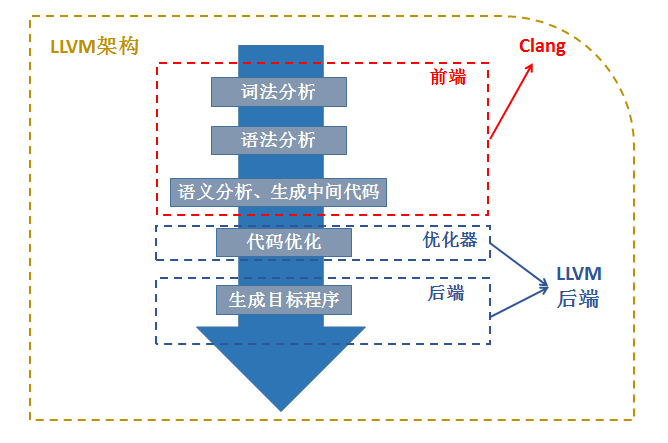 LLVM架构
Clang
前端
词法分析
语法分析
语义分析、生成中间代码
代码优化
优化器
LLVM
后端
后端
生成目标程序